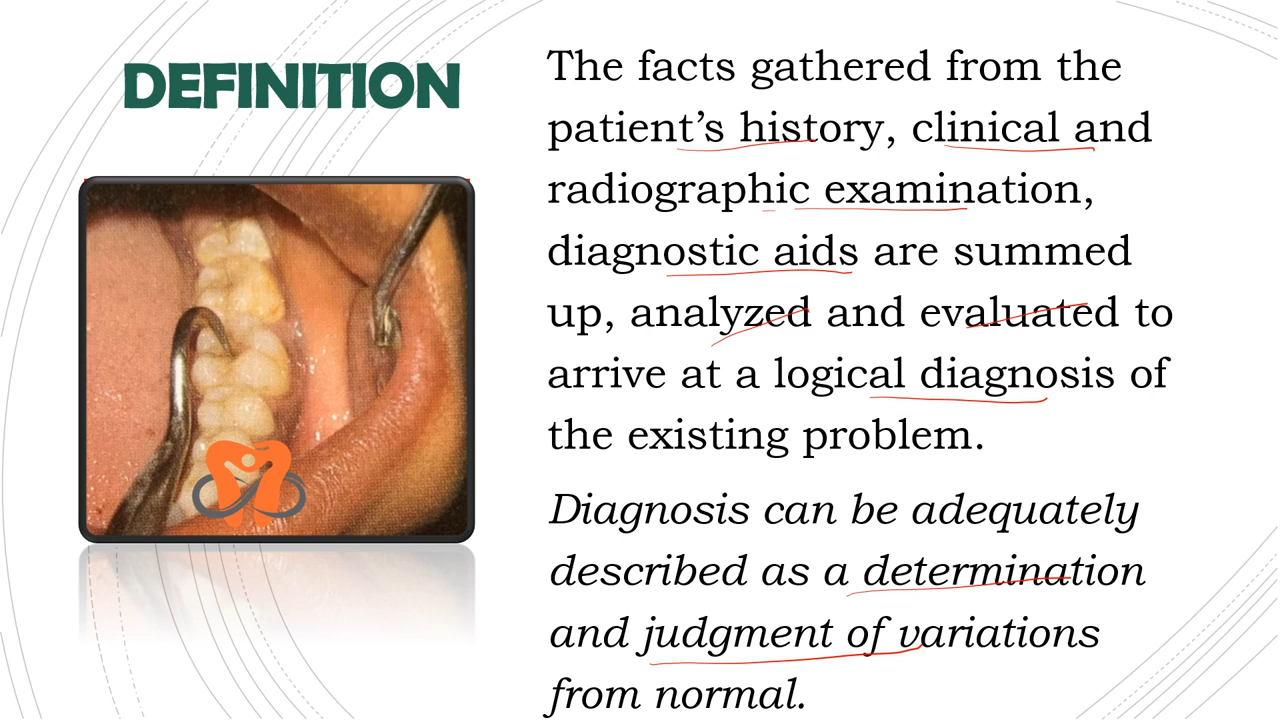 DEFINITION
The facts gathered from the
patient’s history, clinical and
radiographic examination,
diagnostic aids are summed
up, analyzed and evaluated to
arrive at a logical diagnosis of
the existing problem.
Diagnosis can be adequately
described as a determination
and judgment of variations
from normal.